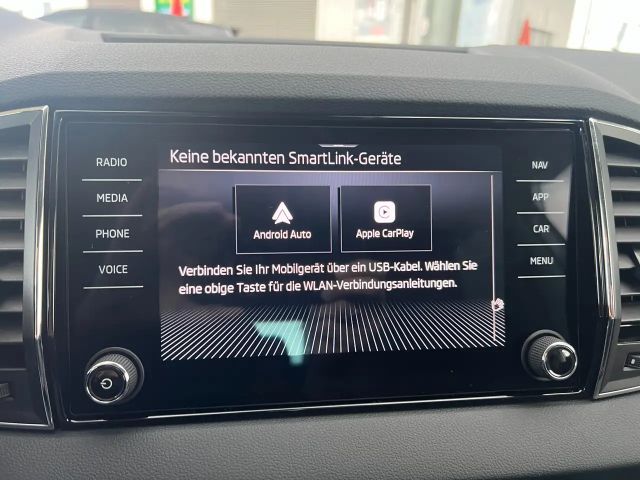 Keine bekannten SmartLink-Geräte
RADIO
MEDIA
PHONE
VOICE
Android Auto
Apple CarPlay
Verbinden Sie Ihr Mobilgerät über ein USB-Kabel. Wählen Sie
eine obige Taste für die WLAN-Verbindungsanleitungen.
NAV
APP
CAR
MENU